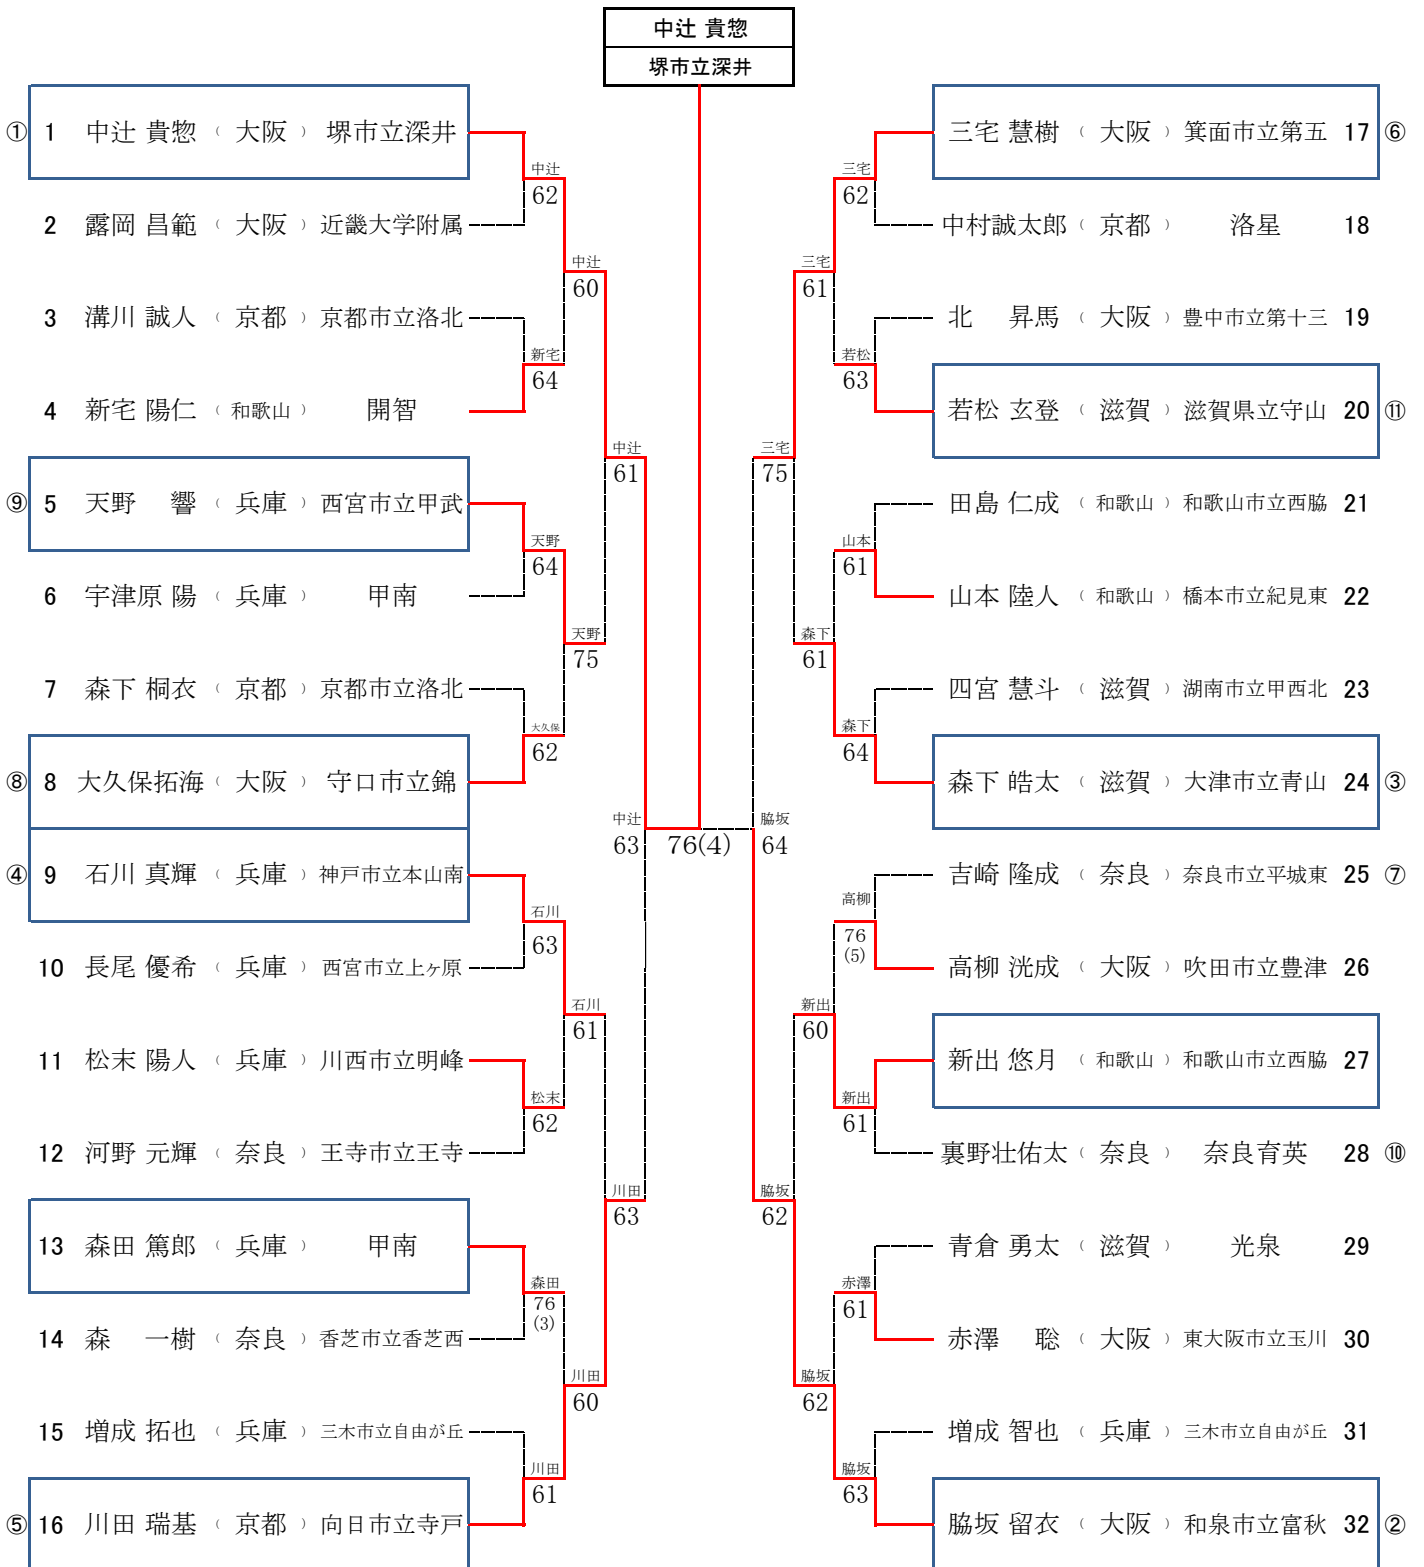 中辻 貴惣
堺市立深井
① 1 中辻 貴惣 （ 大阪 ） 堺市立深井
2 露岡 昌範 （ 大阪 ） 近畿大学附属
3 溝川 誠人 （ 京都 ） 京都市立洛北
4 新宅 陽仁 （ 和歌山 ） 開智
⑨ 5 天野 響 （ 兵庫 ） 西宮市立甲武
6 宇津原 陽 （ 兵庫 ） 甲南
7 森下 桐衣 （ 京都 ） 京都市立洛北
⑧ 8 大久保拓海 （ 大阪 ） 守口市立錦
④ 9 石川 真輝 （ 兵庫 ） 神戸市立本山南
10 長尾 優希 （ 兵庫 ） 西宮市立上ヶ原
11 松末 陽人 （ 兵庫 ） 川西市立明峰
12 河野 元輝 （ 奈良 ） 王寺市立王寺
13 森田 篤郎 （ 兵庫 ） 甲南
14 森 一樹 （ 奈良 ） 香芝市立香芝西
15 増成 拓也 （ 兵庫 ） 三木市立自由が丘
⑤ 16 川田 瑞基 （ 京都 ） 向日市立寺戸
中辻
62
新宅
64
天野
64
大久保
62
石川
63
松末
62
森田
76
(3)
川田
61
中辻
60
天野
75
石川
61
川田
60
中辻
61
川田
63
中辻
63
76(4)
脇坂
64
三宅
75
脇坂
62
三宅
61
森下
61
新出
60
脇坂
62
三宅
62
若松
63
山本
61
森下
64
高柳
76
(5)
新出
61
赤澤
61
脇坂
63
三宅 慧樹 （ 大阪 ） 箕面市立第五 17 ⑥
中村誠太郎 （ 京都 ） 洛星 18
北 昇馬 （ 大阪 ） 豊中市立第十三 19
若松 玄登 （ 滋賀 ） 滋賀県立守山 20 ⑪
田島 仁成 （ 和歌山 ） 和歌山市立西脇 21
山本 陸人 （ 和歌山 ） 橋本市立紀見東 22
四宮 慧斗 （ 滋賀 ） 湖南市立甲西北 23
森下 皓太 （ 滋賀 ） 大津市立青山 24 ③
吉崎 隆成 （ 奈良 ） 奈良市立平城東 25 ⑦
高柳 洸成 （ 大阪 ） 吹田市立豊津 26
新出 悠月 （ 和歌山 ） 和歌山市立西脇 27
裏野壮佑太 （ 奈良 ） 奈良育英 28 ⑩
青倉 勇太 （ 滋賀 ） 光泉 29
赤澤 聡 （ 大阪 ） 東大阪市立玉川 30
増成 智也 （ 兵庫 ） 三木市立自由が丘 31
脇坂 留衣 （ 大阪 ） 和泉市立富秋 32 ②